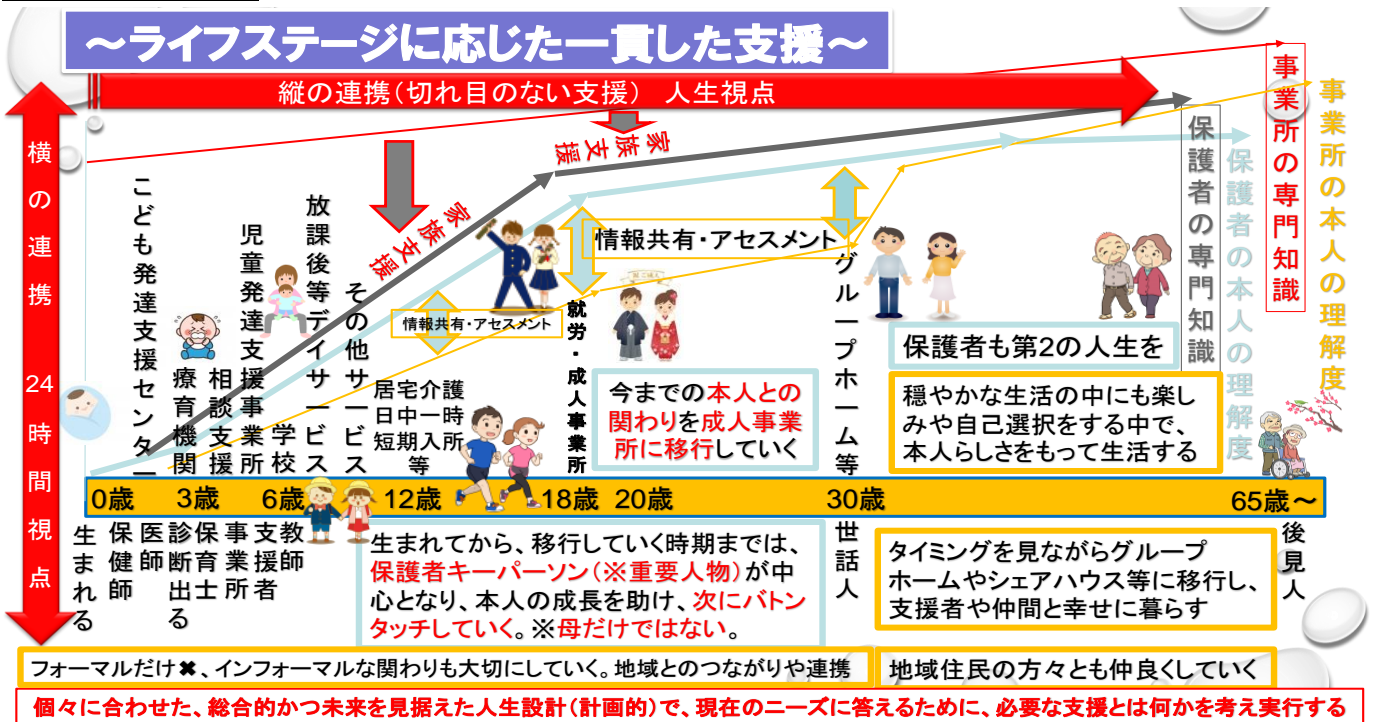 ～ライフステージに応じた一貫した支援～
縦の連携（切れ目のない支援）　人生視点
横の連携　24時間視点
家族支援
家族支援
こども発達支援センター
療育機関
相談支援
児童発達支援事業所
学校
放課後等デイサービス
その他サービス
情報共有・アセスメント
居宅介護
日中一時
短期入所
等
就労・成人事業所
情報共有・アセスメント
グループホーム等
今までの本人との
関わりを成人事業
所に移行していく
保護者も第2の人生を
穏やかな生活の中にも楽し
みや自己選択をする中で、
本人らしさをもって生活する
保護者の専門知識
保護者の本人の理解度
事業所の専門知識
事業所の本人の理解度
0歳　3歳　6歳　12歳　18歳　20歳　30歳　65歳～
生まれる
保健師
医師
診断出る
保育士
事業所
支援者
教師
生まれてから、移行していく時期までは、
保護者キーパーソン（※重要人物）が中
心となり、本人の成長を助け、次にバトン
タッチしていく。※母だけではない。
世話人
タイミングを見ながらグループ
ホームやシェアハウス等に移行し、
支援者や仲間と幸せに暮らす
後見人
フォーマルだけ✖、インフォーマルな関わりも大切にしていく。地域とのつながりや連携
地域住民の方々とも仲良くしていく
個々に合わせた、総合的かつ未来を見据えた人生設計（計画的）で、現在のニーズに答えるために、必要な支援とは何かを考え実行する